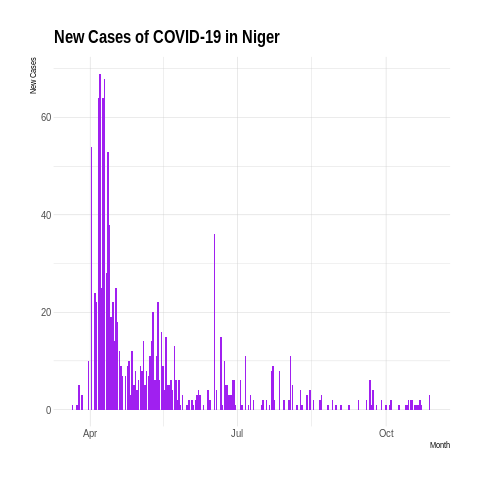 New Cases of COVID-19 in Niger
New Cases
60
40
20
0
Apr
Jul
Oct
Month